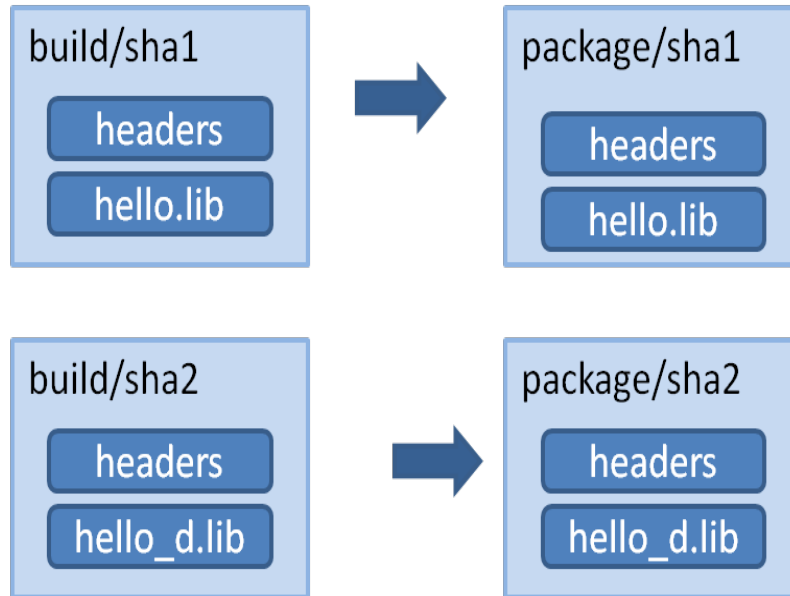 build/sha1
headers
hello.lib
package/sha1
headers
hello.lib
build/sha2
headers
hello_d.lib
package/sha2
headers
hello_d.lib